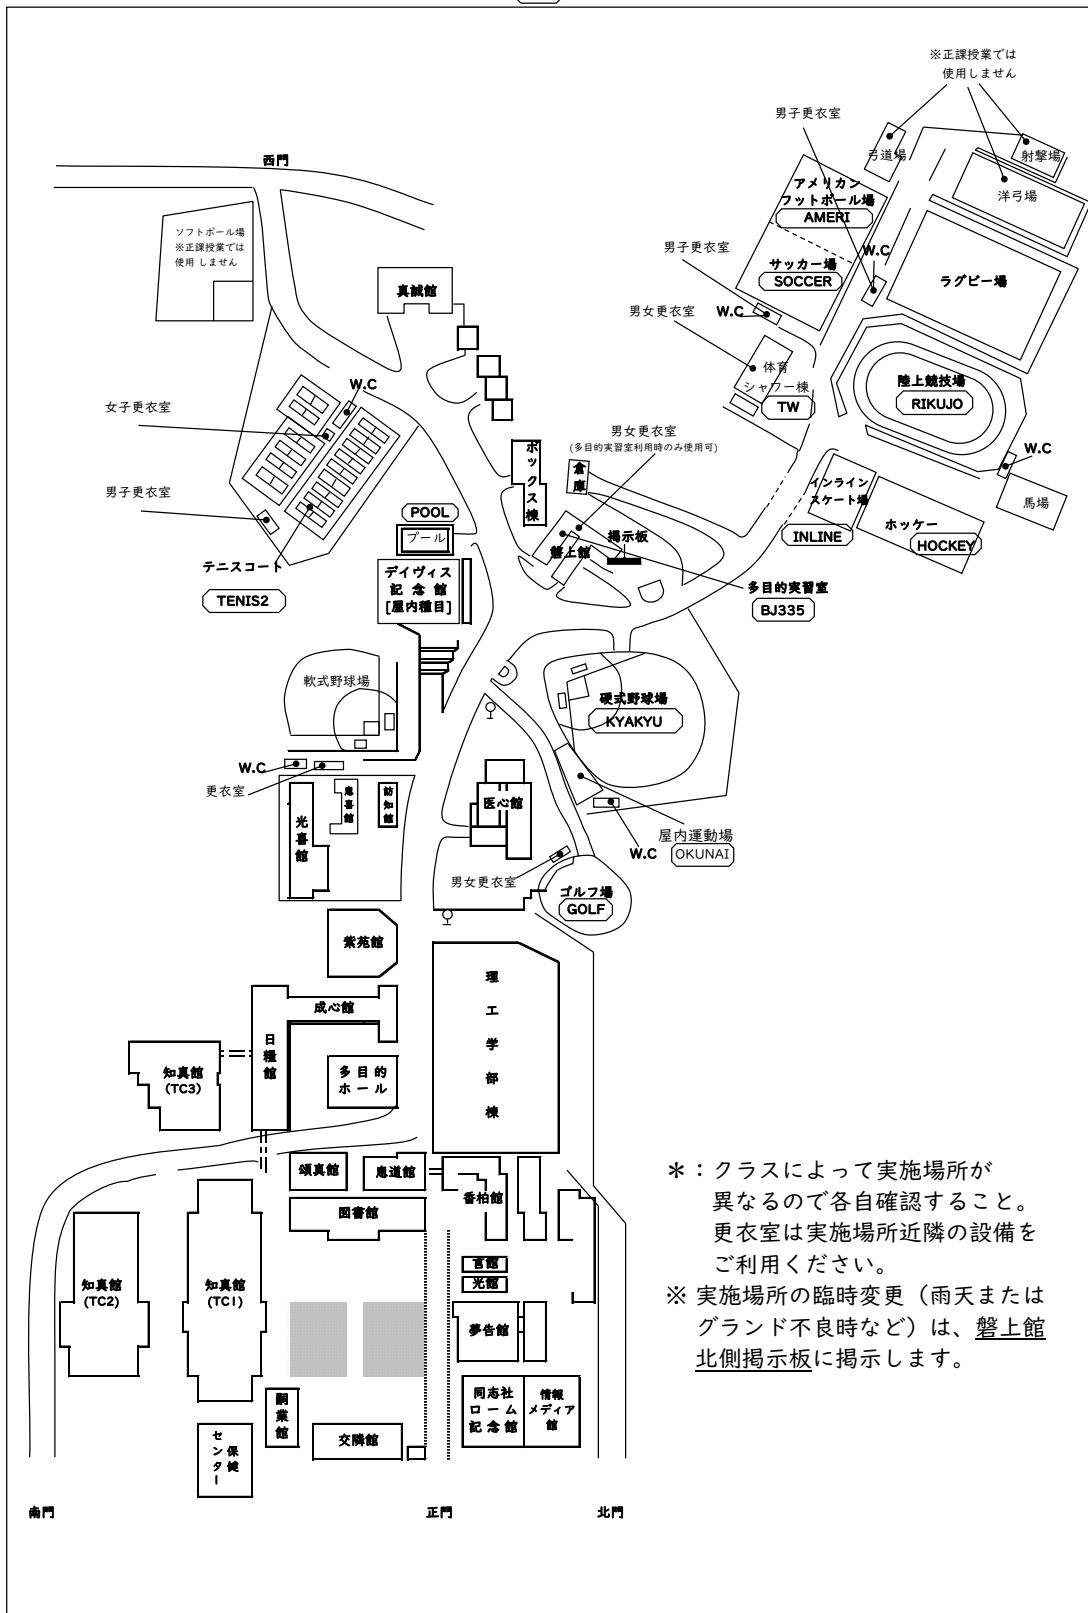 ※正課授業では
使用しません
男子更衣室
弓道場
射撃場
洋弓場
西門
アメリカン
フットボール場
AMERI
ソフトボール場
※正課授業では
使用 しません
男子更衣室
サッカー場
SOCCER
W.C
ラグビー場
真誠館
男女更衣室
W.C
体育
シャワー棟
TW
陸上競技場
RIKUJO
W.C
女子更衣室
男女更衣室
(多目的実習室利用時のみ使用可)
W.C
ボックス棟
倉庫
男子更衣室
インライン
スケート場
INLINE
馬場
ホッケー
HOCKEY
POOL
プール
掲示板
磐上館
テニスコート
TENIS2
デイヴィス
記念館
[屋内種目]
多目的実習室
BJ335
軟式野球場
硬式野球場
KYAKYU
W.C
更衣室
恵喜館
訪知館
光喜館
医心館
屋内運動場
OKUNAI
W.C
男女更衣室
ゴルフ場
GOLF
紫苑館
理工学部棟
成心館
日糧館
知真館
(TC3)
多目的
ホール
頌真館
恵道館
香柏館
図書館
＊：クラスによって実施場所が
異なるので各自確認すること。
更衣室は実施場所近隣の設備を
ご利用ください。
※ 実施場所の臨時変更（雨天または
グランド不良時など）は、磐上館
北側掲示板に掲示します。
知真館
(TC2)
知真館
(TC1)
言館
光館
夢告館
嗣業館
同志社
ローム
記念館
情報
メディア
館
保健
センター
交隣館
南門
正門
北門